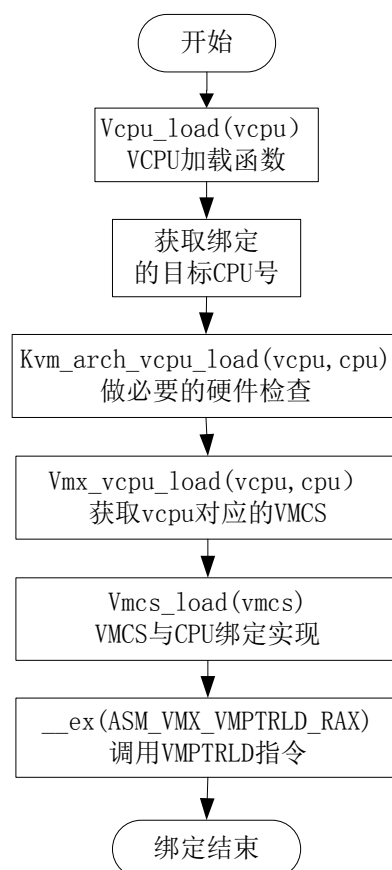 开始
Vcpu_load(vcpu)
VCPU加载函数
获取绑定
的目标CPU号
Kvm_arch_vcpu_load(vcpu,cpu)
做必要的硬件检查
Vmx_vcpu_load(vcpu,cpu)
获取vcpu对应的VMCS
Vmcs_load(vmcs)
VMCS与CPU绑定实现
__ex(ASM_VMX_VMPTRLD_RAX)
调用VMPTRLD指令
绑定结束